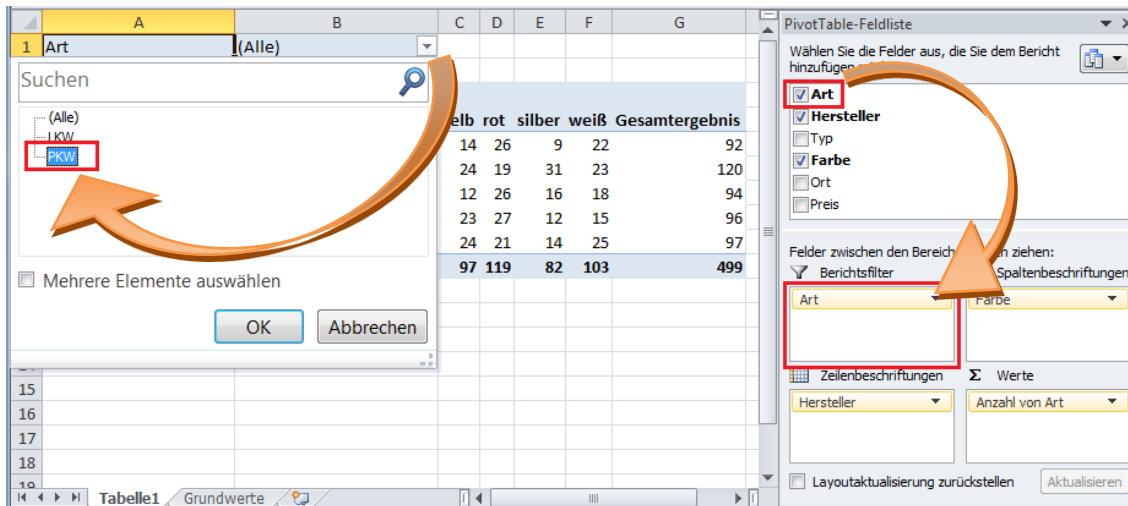 A B C D E F G
1 Art (Alle)
Suchen
(Alle)
LKW
PKW
Mehrere Elemente auswählen
OK Abbrechen
elb rot silber weiß Gesamtergebnis
14 26 9 22 92
24 19 31 23 120
12 26 16 18 94
23 27 12 15 96
24 21 14 25 97
97 119 82 103 499
15
16
17
18
19
Tabelle1 Grundwerte
PivotTable-Feldliste
Wählen Sie die Felder aus, die Sie dem Bericht
hinzufügen
Art
Hersteller
Typ
Farbe
Ort
Preis
Felder zwischen den Bereich ziehen:
Berichtsfilter Spaltenbeschriftungen
Art Farbe
Zeilenbeschriftungen Σ Werte
Hersteller Anzahl von Art
Layoutaktualisierung zurückstellen Aktualisieren